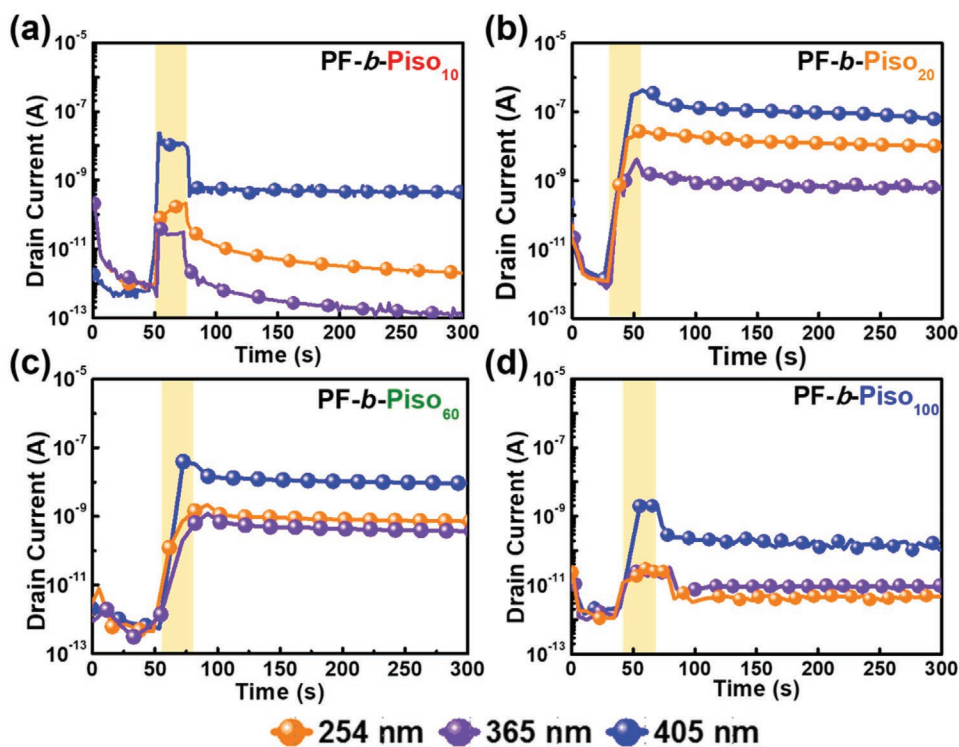 (a)
PF-b-Piso10
Drain Current (A)
10-5
10-7
10-9
10-11
10-13
0 50 100 150 200 250 300
Time (s)
(b)
PF-b-Piso20
Drain Current (A)
10-5
10-7
10-9
10-11
10-13
0 50 100 150 200 250 300
Time (s)
(c)
PF-b-Piso60
Drain Current (A)
10-5
10-7
10-9
10-11
10-13
0 50 100 150 200 250 300
Time (s)
(d)
PF-b-Piso100
Drain Current (A)
10-5
10-7
10-9
10-11
10-13
0 50 100 150 200 250 300
Time (s)
254 nm 365 nm 405 nm